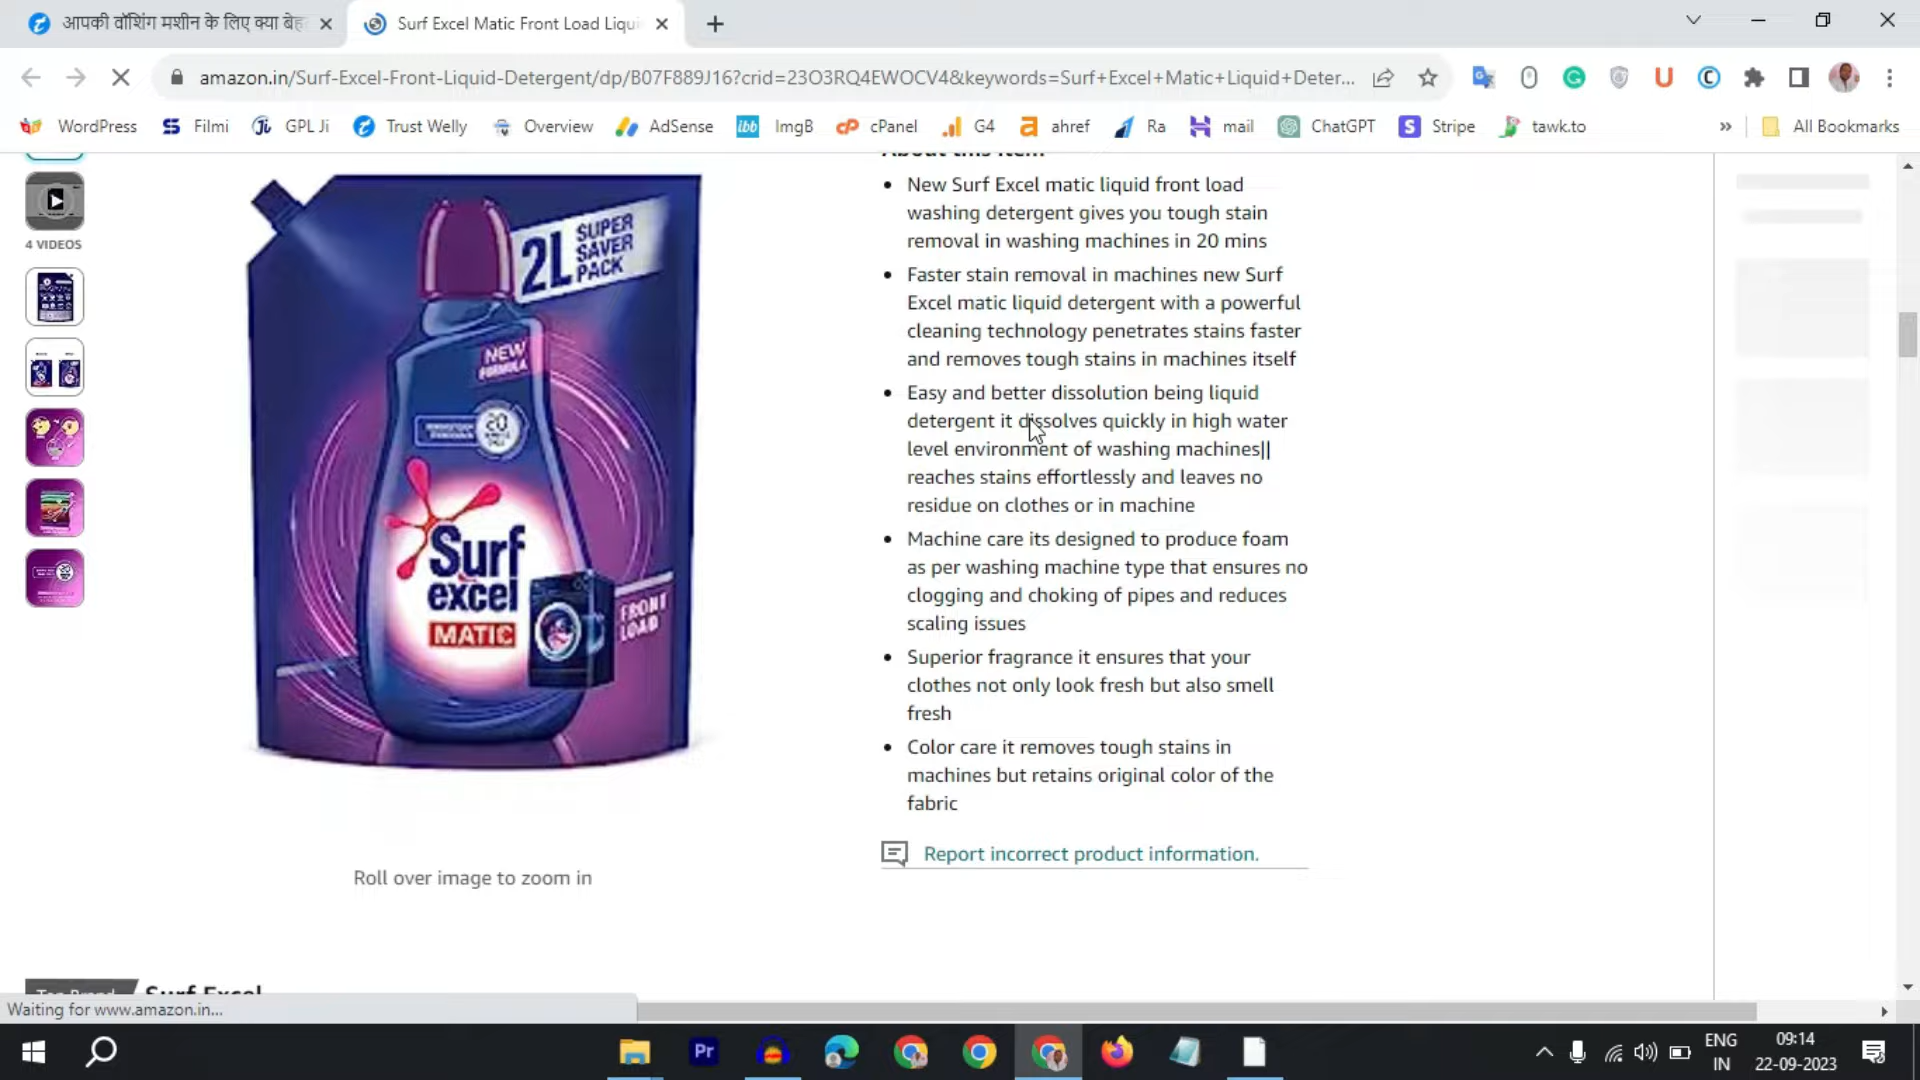 आपकी वॉशिंग मशीन के लिए क्या बेह
Surf Excel Matic Front Load Liqui
amazon.in/Surf-Excel-Front-Liquid-Detergent/dp/B07F889J16?crid=23O3RQ4EWOCV4&keywords=Surf+Excel+Matic+Liquid+Deter...
WordPress Filmi GPL Ji Trust Welly Overview AdSense ImgB cPanel G4 ahref Ra mail ChatGPT Stripe tawk.to » All Bookmarks
About this item
4 VIDEOS
2L SUPER
SAVER
PACK
NEW
FORMULA
20
Surf
excel
MATIC
FRONT
LOAD
Roll over image to zoom in
New Surf Excel matic liquid front load
washing detergent gives you tough stain
removal in washing machines in 20 mins
Faster stain removal in machines new Surf
Excel matic liquid detergent with a powerful
cleaning technology penetrates stains faster
and removes tough stains in machines itself
Easy and better dissolution being liquid
detergent it dissolves quickly in high water
level environment of washing machines||
reaches stains effortlessly and leaves no
residue on clothes or in machine
Machine care its designed to produce foam
as per washing machine type that ensures no
clogging and choking of pipes and reduces
scaling issues
Superior fragrance it ensures that your
clothes not only look fresh but also smell
fresh
Color care it removes tough stains in
machines but retains original color of the
fabric
Report incorrect product information.
Top Brand Surf Excel
Waiting for www.amazon.in...
ENG
IN
09:14
22-09-2023